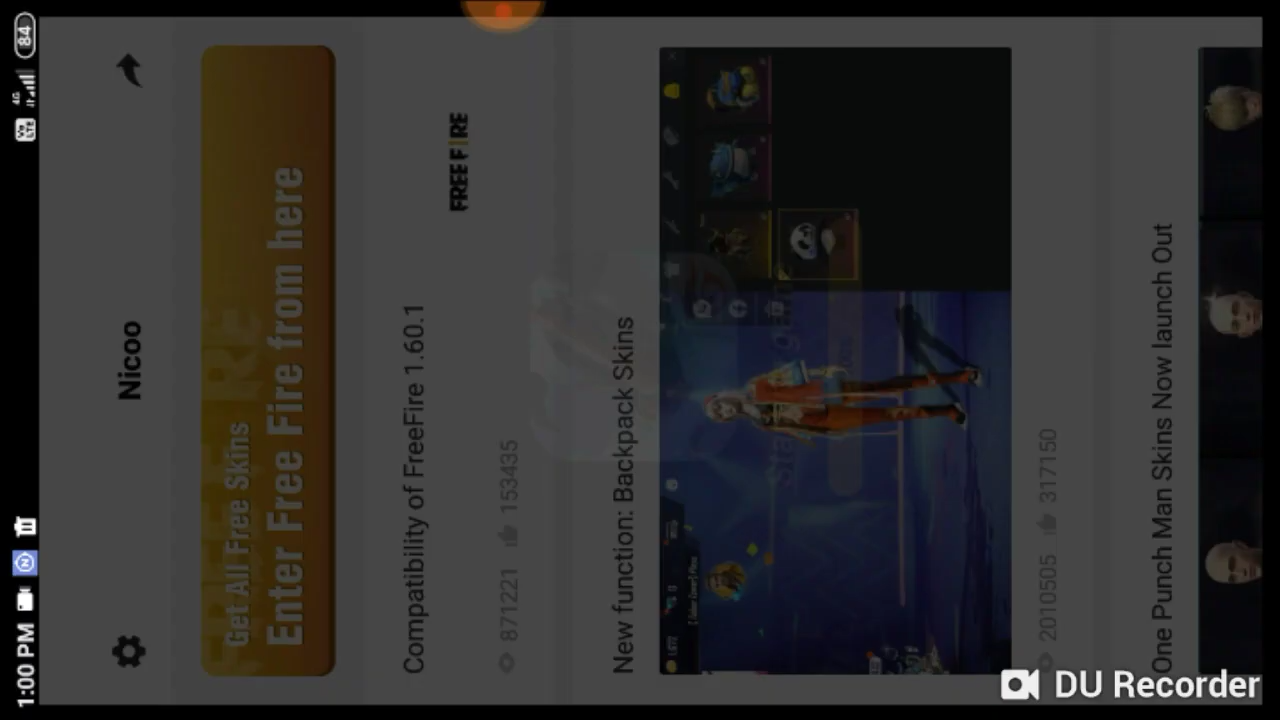 1:00 PM
VoLTE
4G
84
Nicoo
Get All Free Skins
Enter Free Fire from here
Compatibility of FreeFire 1.60.1
FREE FIRE
871221 153435
New function: Backpack Skins
2010505 317150
One Punch Man Skins Now launch Out
DU Recorder